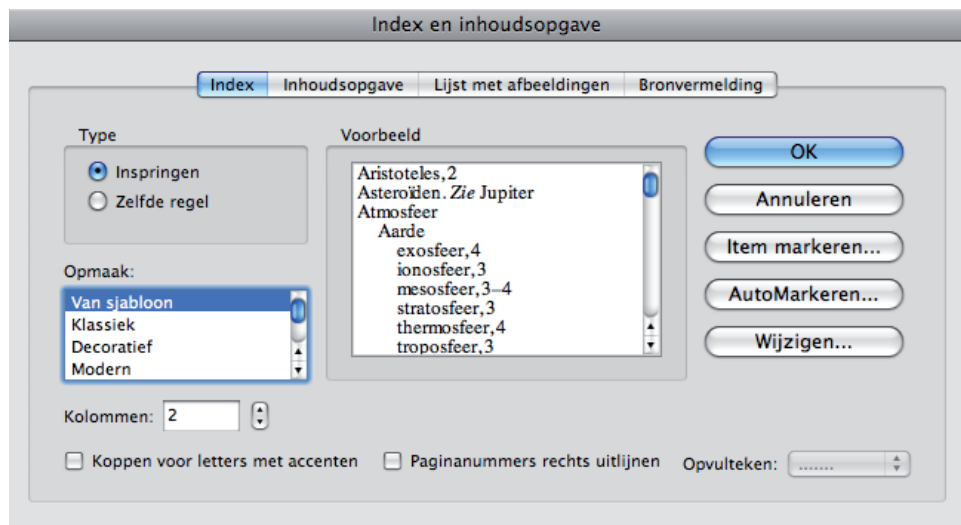 Index en inhoudsopgave
Index Inhoudsopgave Lijst met afbeeldingen Bronvermelding
Type
Inspringen
Zelfde regel
Opmaak:
Van sjabloon
Klassiek
Decoratief
Modern
Voorbeeld
Aristoteles,2
Asteroïden. Zie Jupiter
Atmosfeer
Aarde
exosfeer,4
ionosfeer,3
mesosfeer,3–4
stratosfeer,3
thermosfeer,4
troposfeer,3
OK
Annuleren
Item markeren...
AutoMarkeren...
Wijzigen...
Kolommen: 2
Koppen voor letters met accenten Paginanummers rechts uitlijnen Opvulteken: .......